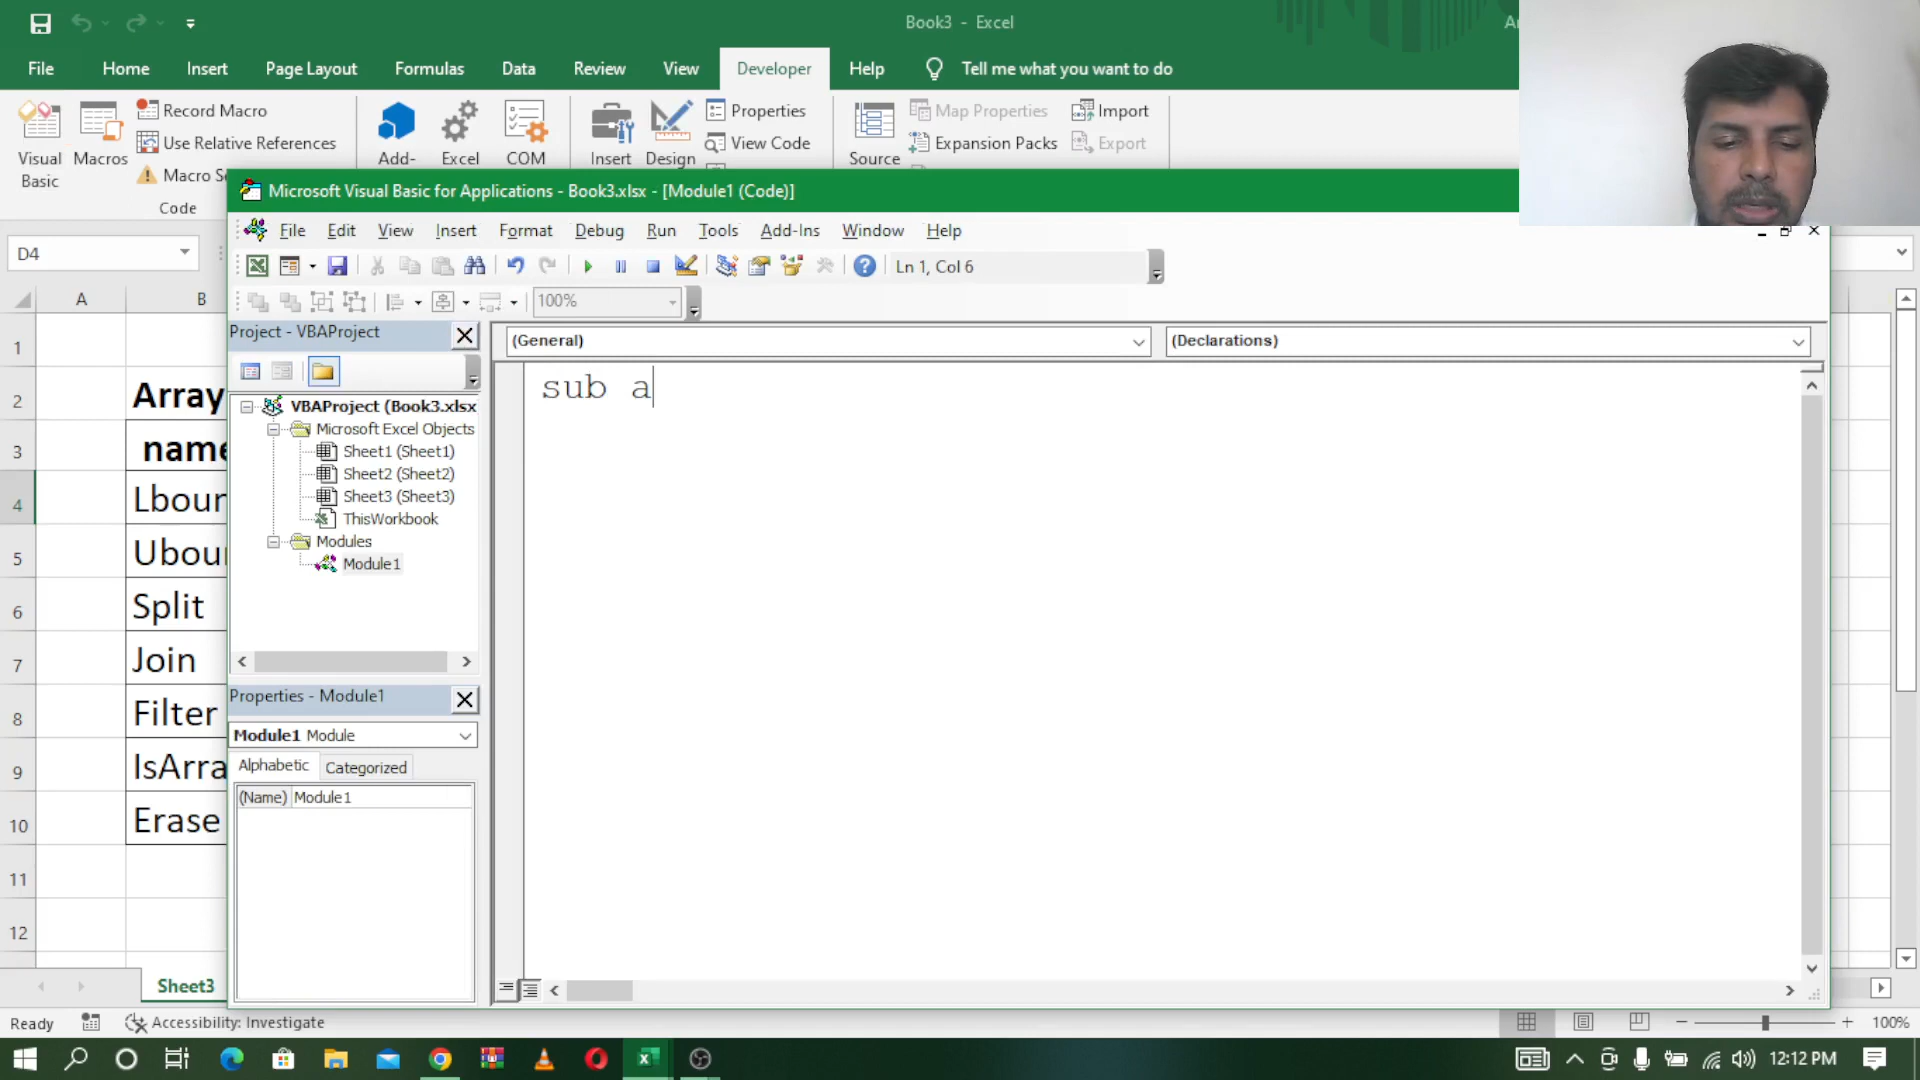 Book3 - Excel
File Home Insert Page Layout Formulas Data Review View Developer Help Tell me what you want to do
Visual Basic
Macros
Record Macro
Use Relative References
Macro S
Code
Add-
Excel
COM
Insert
Design
Properties
View Code
Source
Map Properties
Expansion Packs
Import
Export
Microsoft Visual Basic for Applications - Book3.xlsx - [Module1 (Code)]
File Edit View Insert Format Debug Run Tools Add-Ins Window Help
Ln 1, Col 6
100%
D4
A B
Project - VBAProject
(General)
(Declarations)
sub a
VBAProject (Book3.xlsx
Microsoft Excel Objects
Sheet1 (Sheet1)
Sheet2 (Sheet2)
Sheet3 (Sheet3)
ThisWorkbook
Modules
Module1
Properties - Module1
Module1 Module
Alphabetic Categorized
(Name) Module1
1
2 Array
3 name
4 Lboun
5 Ubou
6 Split
7 Join
8 Filter
9 IsArra
10 Erase
11
12
Sheet3
Ready Accessibility: Investigate 100%
12:12 PM